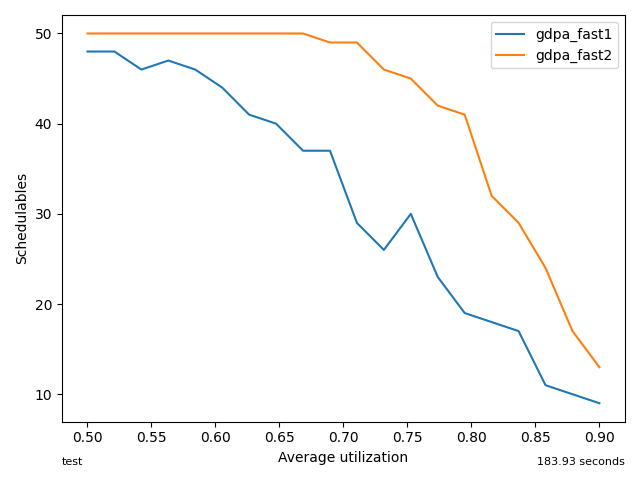 gdpa_fast1
gdpa_fast2
50
40
30
20
10
Schedulables
0.50 0.55 0.60 0.65 0.70 0.75 0.80 0.85 0.90
Average utilization
test
183.93 seconds